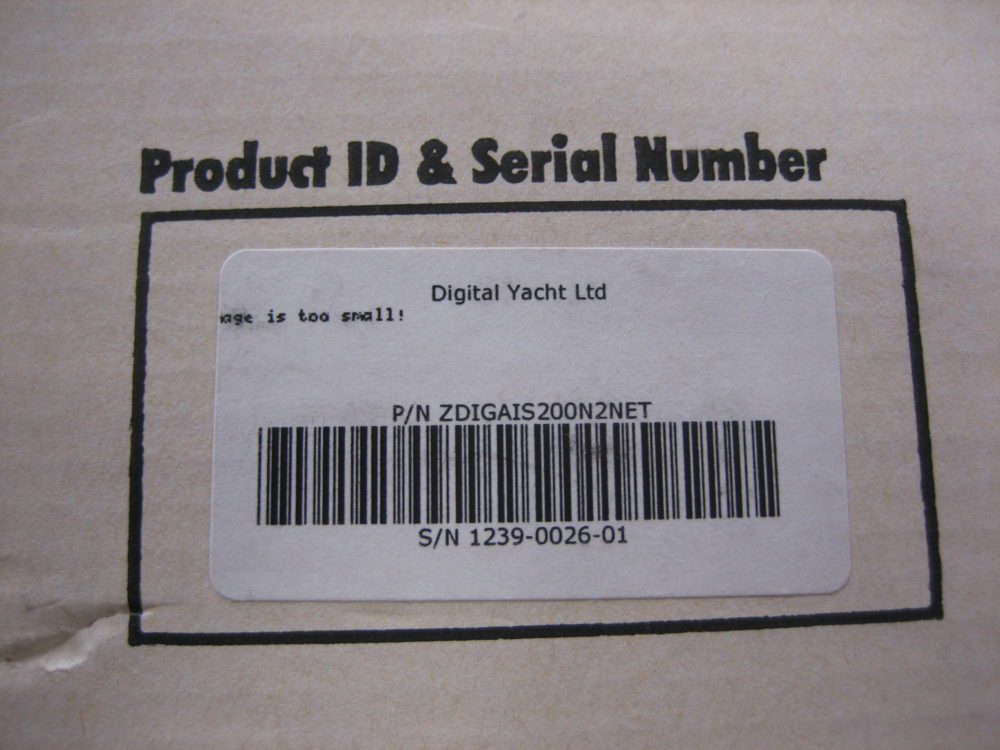 Product ID & Serial Number
Digital Yacht Ltd
age is too small!
P/N ZDIGAIS200N2NET
S/N 1239-0026-01